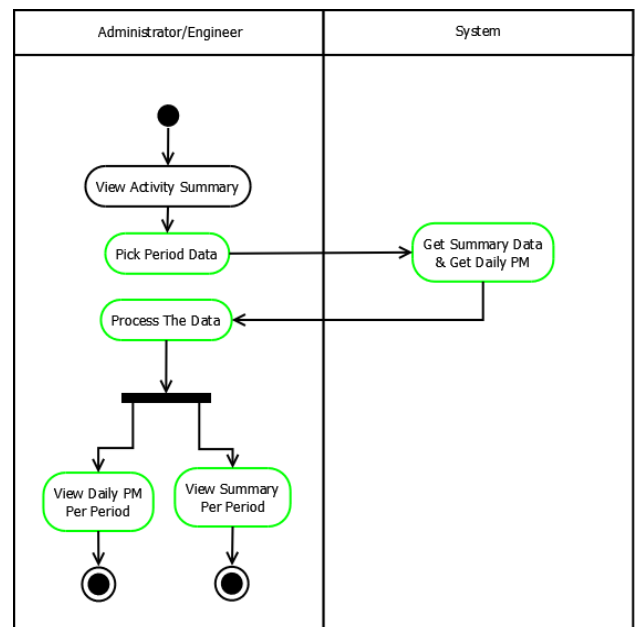 Administrator/Engineer
System
View Activity Summary
Pick Period Data
Get Summary Data
& Get Daily PM
Process The Data
View Daily PM
Per Period
View Summary
Per Period